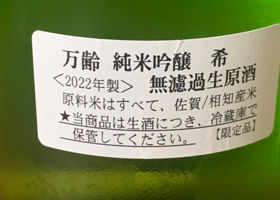 万齢 純米吟醸 希
<2022年製> 無濾過生原酒
原料米はすべて、佐賀/相知産米
★当商品は生酒につき、冷蔵庫で
保管してください。【限定品】